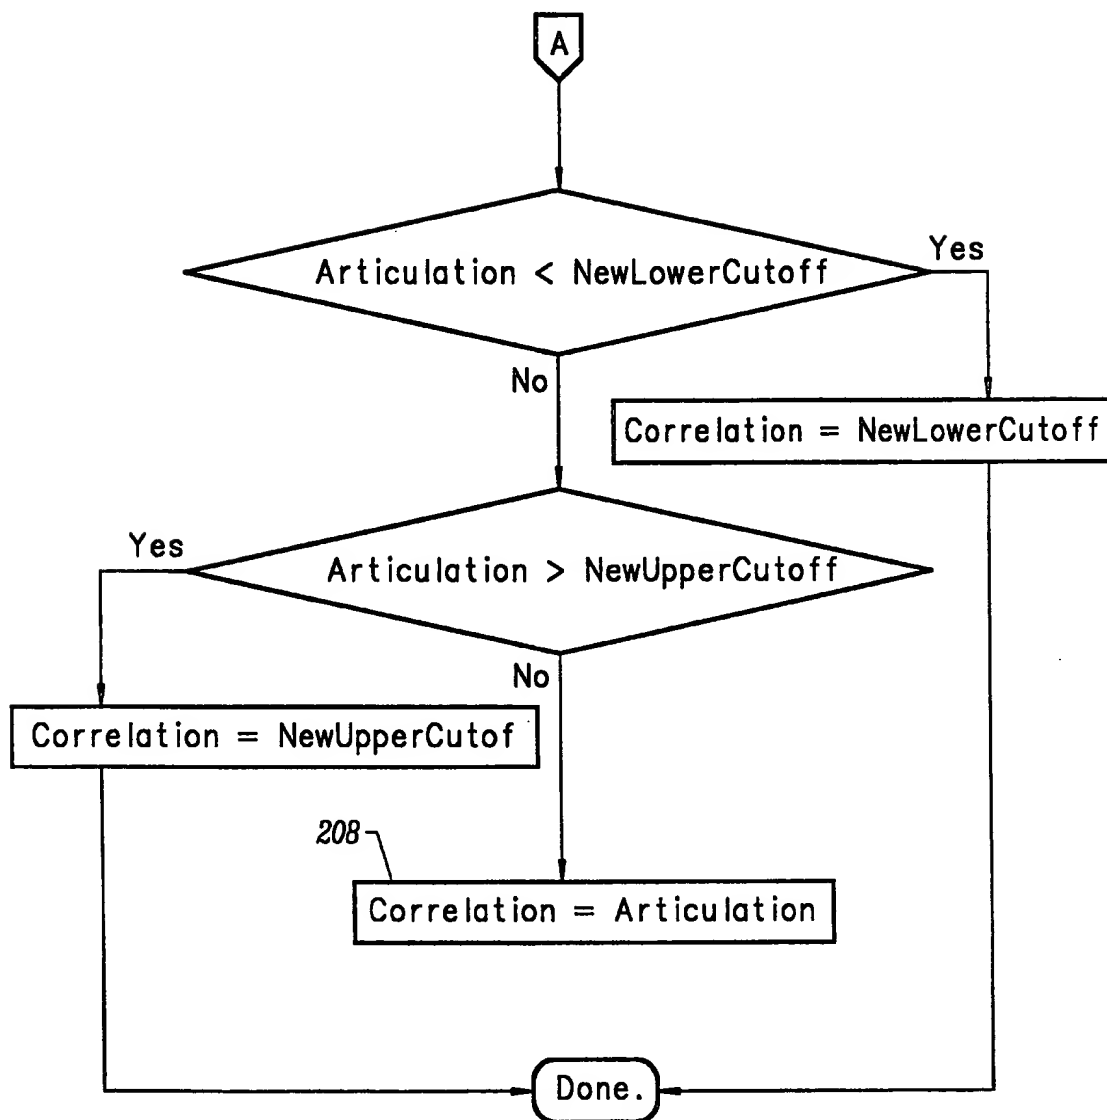 A
Yes
Articulation < NewLowerCutoff
No
Correlation = NewLowerCutoff
Yes
Articulation > NewUpperCutoff
No
Correlation = NewUpperCutof
208
Correlation = Articulation
Done.